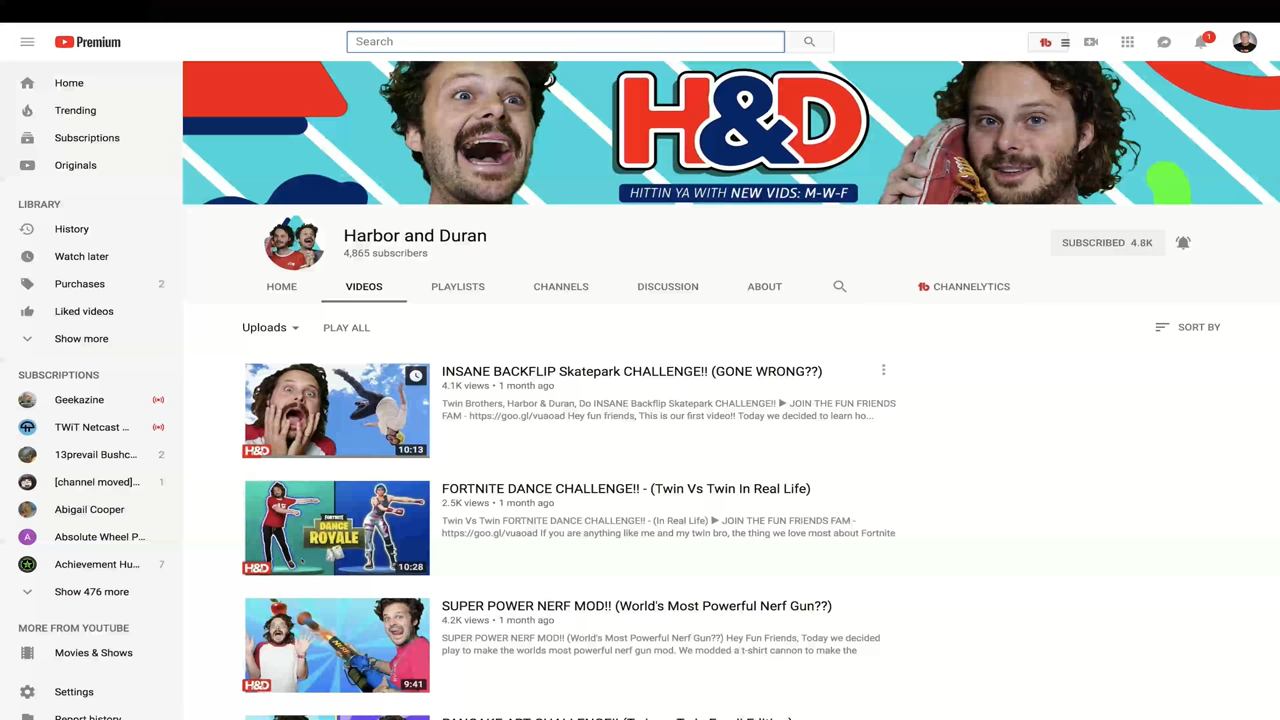 Premium
Search
1
Home
Trending
Subscriptions
Originals
LIBRARY
History
Watch later
Purchases 2
Liked videos
Show more
SUBSCRIPTIONS
Geekazine
TWiT Netcast ...
13prevail Bushc... 2
[channel moved]... 1
Abigail Cooper
A Absolute Wheel P...
Achievement Hu... 7
Show 476 more
MORE FROM YOUTUBE
Movies & Shows
Settings
Report history
H&D
HITTIN YA WITH NEW VIDS: M-W-F
Harbor and Duran
4,865 subscribers
SUBSCRIBED 4.8K
HOME VIDEOS PLAYLISTS CHANNELS DISCUSSION ABOUT tb CHANNELYTICS
Uploads PLAY ALL SORT BY
H&D 10:13
INSANE BACKFLIP Skatepark CHALLENGE!! (GONE WRONG??)
4.1K views • 1 month ago
Twin Brothers, Harbor & Duran, Do INSANE Backflip Skatepark CHALLENGE!! ► JOIN THE FUN FRIENDS
FAM - https://goo.gl/vuaoad Hey fun friends, This is our first video!! Today we decided to learn ho...
FORTNITE
DANCE
ROYALE
H&D 10:28
FORTNITE DANCE CHALLENGE!! - (Twin Vs Twin In Real Life)
2.5K views • 1 month ago
Twin Vs Twin FORTNITE DANCE CHALLENGE!! - (In Real Life) ► JOIN THE FUN FRIENDS FAM -
https://goo.gl/vuaoad If you are anything like me and my twin bro, the thing we love most about Fortnite
H&D 9:41
SUPER POWER NERF MOD!! (World's Most Powerful Nerf Gun??)
4.2K views • 1 month ago
SUPER POWER NERF MOD!! (World's Most Powerful Nerf Gun??) Hey Fun Friends, Today we decided
play to make the worlds most powerful nerf gun mod. We modded a t-shirt cannon to make the